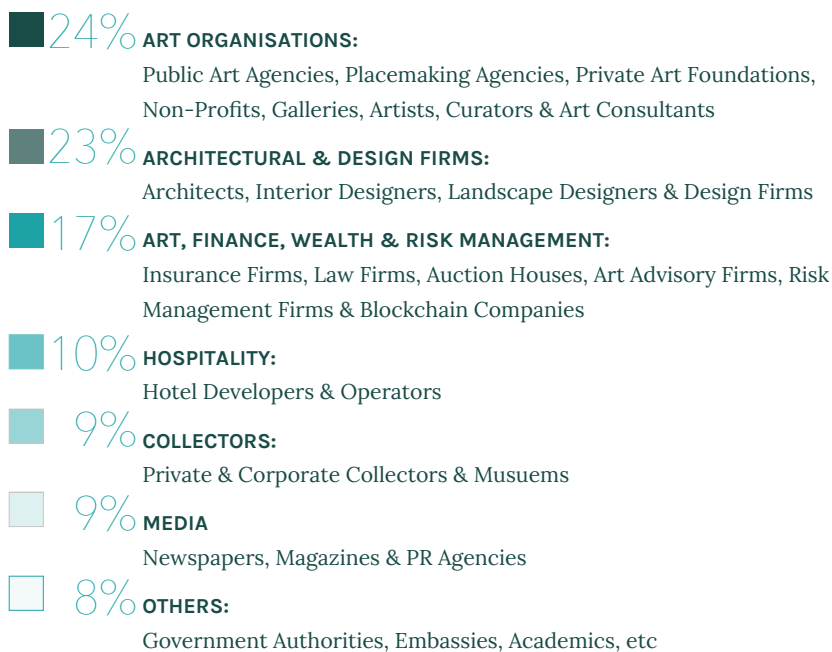 24% ART ORGANISATIONS:
Public Art Agencies, Placemaking Agencies, Private Art Foundations,
Non-Profits, Galleries, Artists, Curators & Art Consultants
23% ARCHITECTURAL & DESIGN FIRMS:
Architects, Interior Designers, Landscape Designers & Design Firms
17% ART, FINANCE, WEALTH & RISK MANAGEMENT:
Insurance Firms, Law Firms, Auction Houses, Art Advisory Firms, Risk
Management Firms & Blockchain Companies
10% HOSPITALITY:
Hotel Developers & Operators
9% COLLECTORS:
Private & Corporate Collectors & Musuems
9% MEDIA
Newspapers, Magazines & PR Agencies
8% OTHERS:
Government Authorities, Embassies, Academics, etc